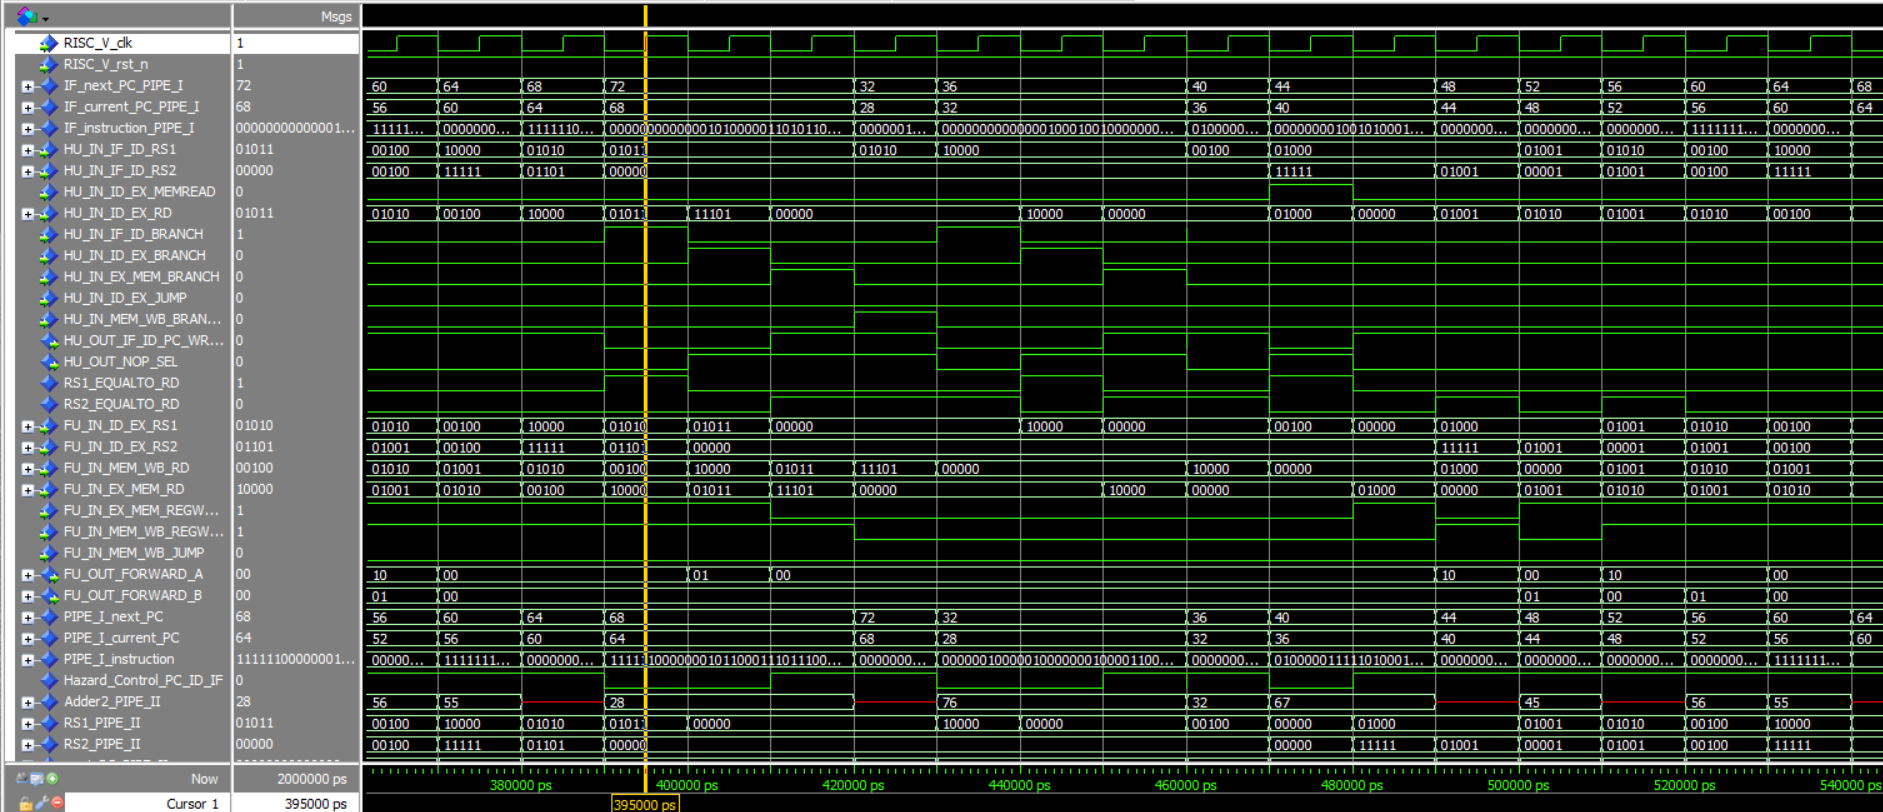 Msgs
RISC_V_clk 1
RISC_V_rst_n 1
IF_next_PC_PIPE_I 72 60 64 68 72 32 36 40 44 48 52 56 60 64 68
IF_current_PC_PIPE_I 68 56 60 64 68 28 32 36 40 44 48 52 56 60 64
IF_instruction_PIPE_I 00000000000001... 11111... 0000000... 1111110... 0000001... 0100000... 0000000... 0000000... 0000000... 1111111... 0000000...
HU_IN_IF_ID_RS1 01011 00100 10000 01010 01011 01010 10000 00100 01000 01001 01010 00100 10000
HU_IN_IF_ID_RS2 00000 00100 11111 01101 00000 11111 01001 00001 01001 00100 11111
HU_IN_ID_EX_MEMREAD 0
HU_IN_ID_EX_RD 01011 01010 00100 10000 01011 11101 00000 10000 00000 01000 00000 01001 01010 01001 01010 00100
HU_IN_IF_ID_BRANCH 1
HU_IN_ID_EX_BRANCH 0
HU_IN_EX_MEM_BRANCH 0
HU_IN_ID_EX_JUMP 0
HU_IN_MEM_WB_BRAN... 0
HU_OUT_IF_ID_PC_WR... 0
HU_OUT_NOP_SEL 0
RS1_EQUALTO_RD 1
RS2_EQUALTO_RD 0
FU_IN_ID_EX_RS1 01010 01010 00100 10000 01010 01011 00000 10000 00000 00100 00000 01000 01001 01010 00100
FU_IN_ID_EX_RS2 01101 01001 00100 11111 01101 00000 11111 01001 00001 01001 00100
FU_IN_MEM_WB_RD 00100 01010 01001 01010 00100 10000 01011 11101 00000 10000 00000 01000 00000 01001 01010 01001
FU_IN_EX_MEM_RD 10000 01001 01010 00100 10000 01011 11101 00000 10000 00000 01000 00000 01001 01010 01001 01010
FU_IN_EX_MEM_REGW... 1
FU_IN_MEM_WB_REGW... 1
FU_IN_MEM_WB_JUMP 0
FU_OUT_FORWARD_A 00 10 00 01 00 10 00 10 00
FU_OUT_FORWARD_B 00 01 00 01 00 01 00
PIPE_I_next_PC 68 56 60 64 68 72 32 36 40 44 48 52 56 60 64
PIPE_I_current_PC 64 52 56 60 64 68 28 32 36 40 44 48 52 56 60
PIPE_I_instruction 11111100000001... 00000... 1111111... 0000000... 0000000... 0000000... 0000000... 0000000... 0000000... 1111111...
Hazard_Control_PC_ID_IF 0
Adder2_PIPE_II 28 56 55 28 76 32 67 45 56 55
RS1_PIPE_II 01011 00100 10000 01010 01011 00000 10000 00000 00100 00000 01000 01001 01010 00100 10000
RS2_PIPE_II 00000 00100 11111 01101 00000 00000 11111 01001 00001 01001 00100 11111
Now 2000000 ps 380000 ps 400000 ps 420000 ps 440000 ps 460000 ps 480000 ps 500000 ps 520000 ps 540000 ps
Cursor 1 395000 ps 395000 ps